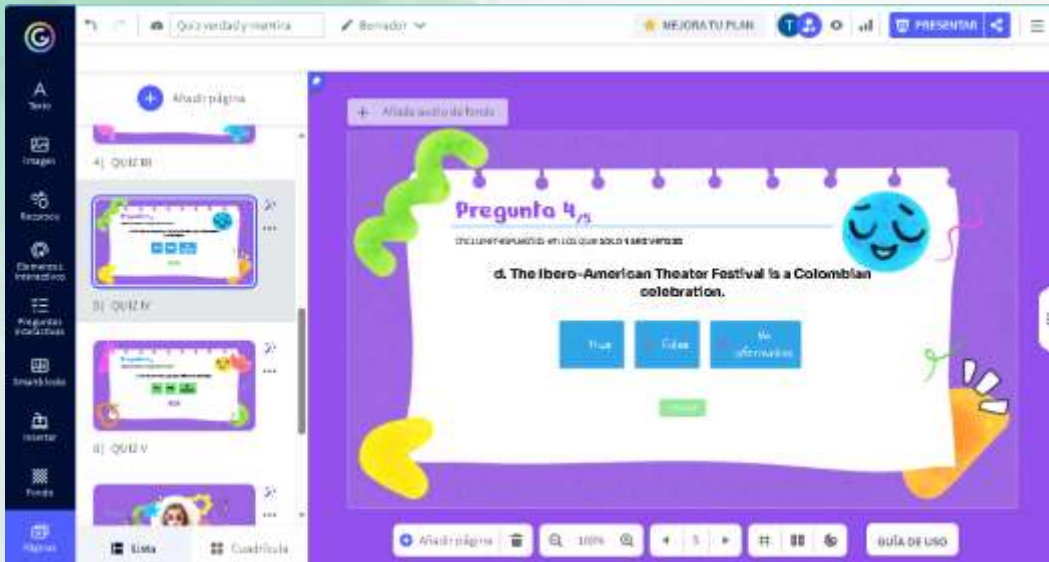 Quiz verdad y mentira
Borrador
MEJORA TU PLAN
T
PRESENTAR
Texto
Imagen
Recursos
Elementos interactivos
Preguntas interactivas
Smartblocks
Insertar
Fondo
Páginas
Añadir página
4| QUIZ III
5| QUIZ IV
6| QUIZ V
Lista
Cuadrícula
Añade audio de fondo
Pregunta 4/5
d. The Ibero-American Theater Festival is a Colombian
celebration.
True
False
No
information
Añadir página
100%
5
GUÍA DE USO